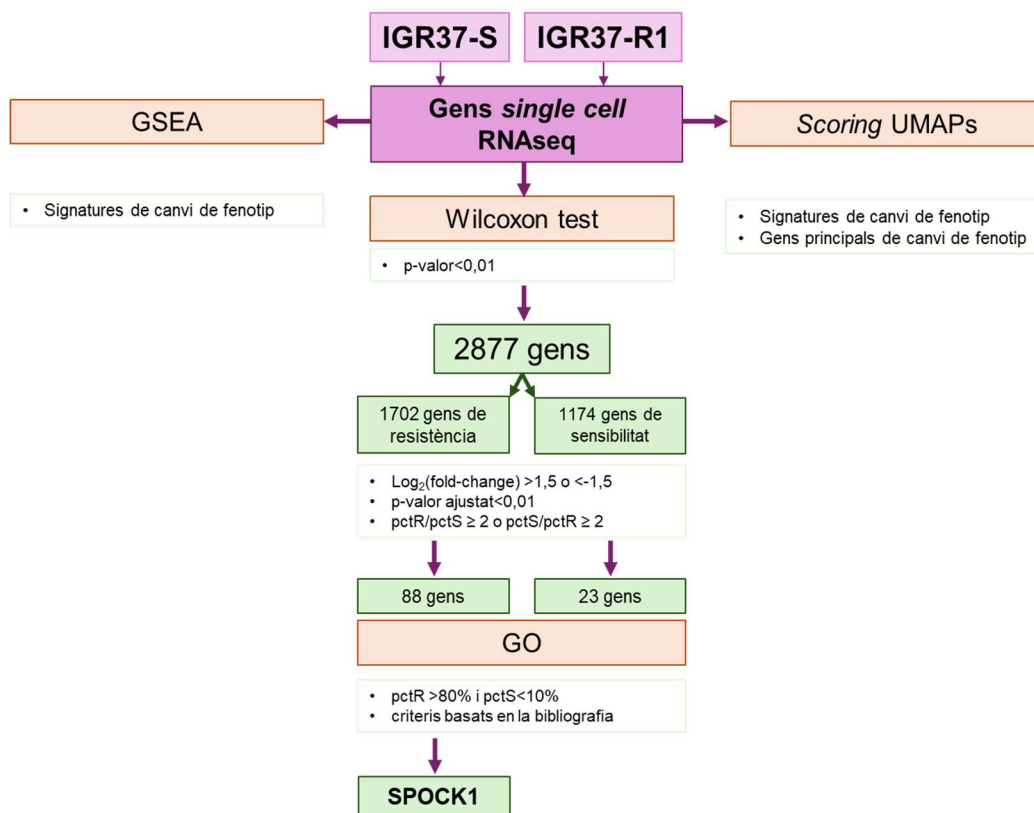 IGR37-S
IGR37-R1
GSEA
Gens single cell
RNAseq
Scoring UMAPs
• Signatures de canvi de fenotip
Wilcoxon test
• Signatures de canvi de fenotip
• Gens principals de canvi de fenotip
• p-valor<0,01
2877 gens
1702 gens de
resistència
1174 gens de
sensibilitat
• Log₂(fold-change) >1,5 o <-1,5
• p-valor ajustat<0,01
• pctR/pctS ≥ 2 o pctS/pctR ≥ 2
88 gens
23 gens
GO
• pctR >80% i pctS<10%
• criteris basats en la bibliografia
SPOCK1